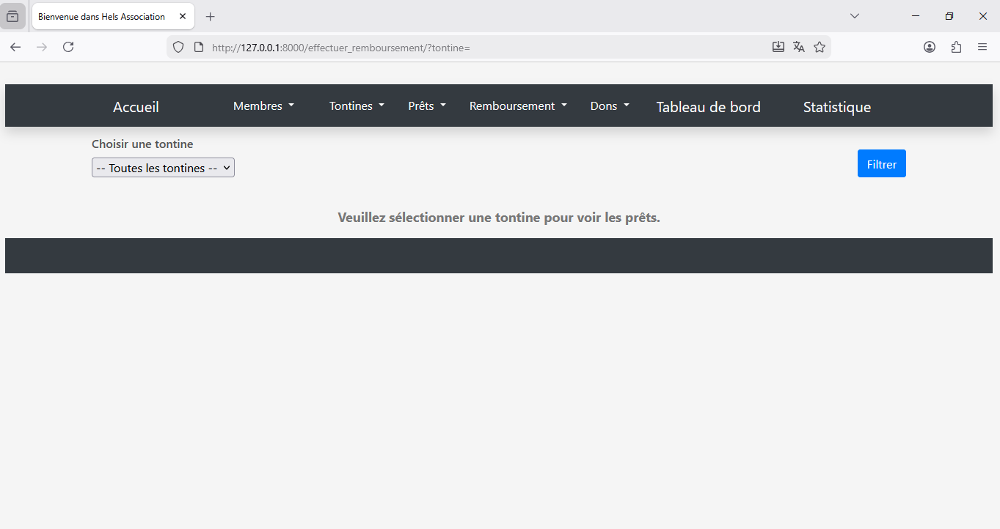 Bienvenue dans Hels Association
http://127.0.0.1:8000/effectuer_remboursement/?tontine=
Accueil Membres Tontines Prêts Remboursement Dons Tableau de bord Statistique
Choisir une tontine
-- Toutes les tontines --
Filtrer
Veuillez sélectionner une tontine pour voir les prêts.